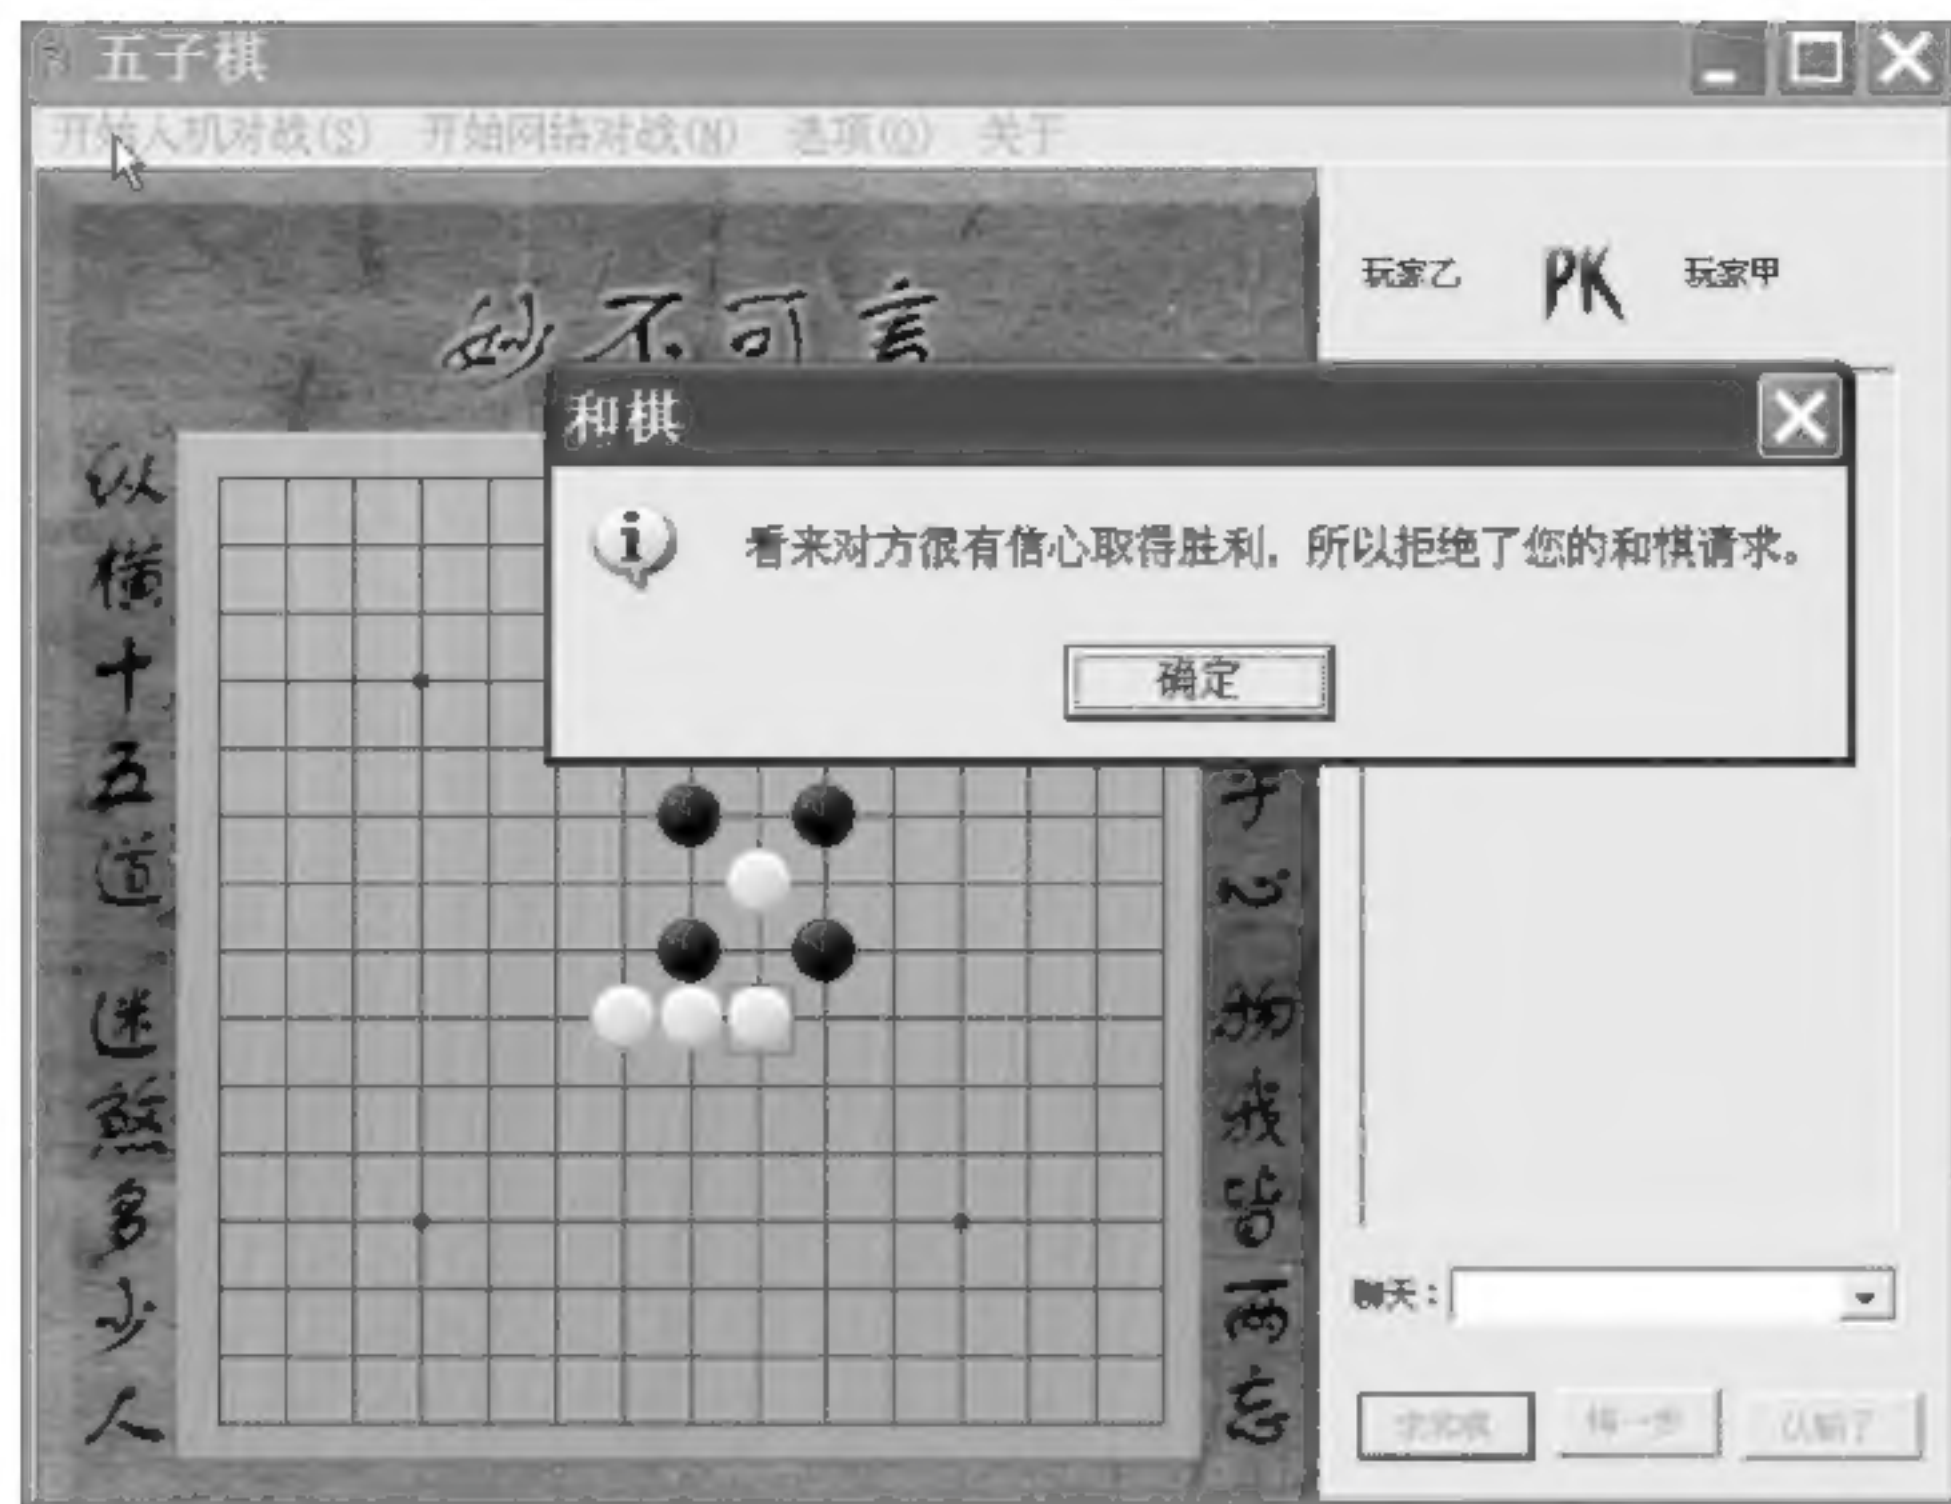 五子棋
开始人机对战(S) 开始网络对战(N) 选项(O) 关于
妙不可言
玩家乙 PK 玩家甲
和棋
看来对方很有信心取得胜利，所以拒绝了您的和棋请求。
确定
纵横十五道迷煞多少人
子心物我皆两忘
聊天：
求和棋 悔一步 认输了